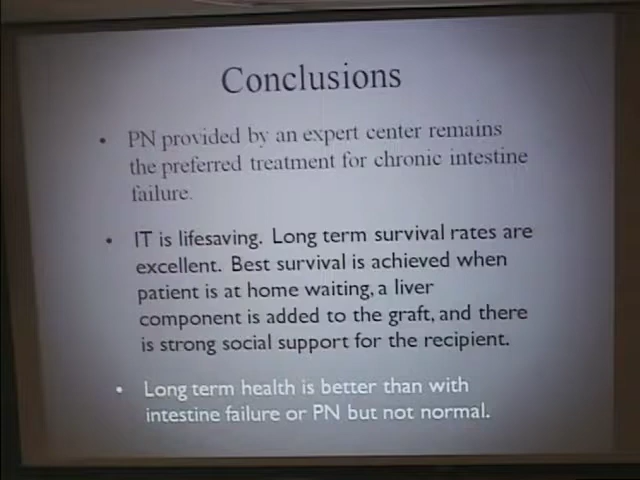 Conclusions
• PN provided by an expert center remains
the preferred treatment for chronic intestine
failure.
• IT is lifesaving. Long term survival rates are
excellent. Best survival is achieved when
patient is at home waiting, a liver
component is added to the graft, and there
is strong social support for the recipient.
• Long term health is better than with
intestine failure or PN but not normal.